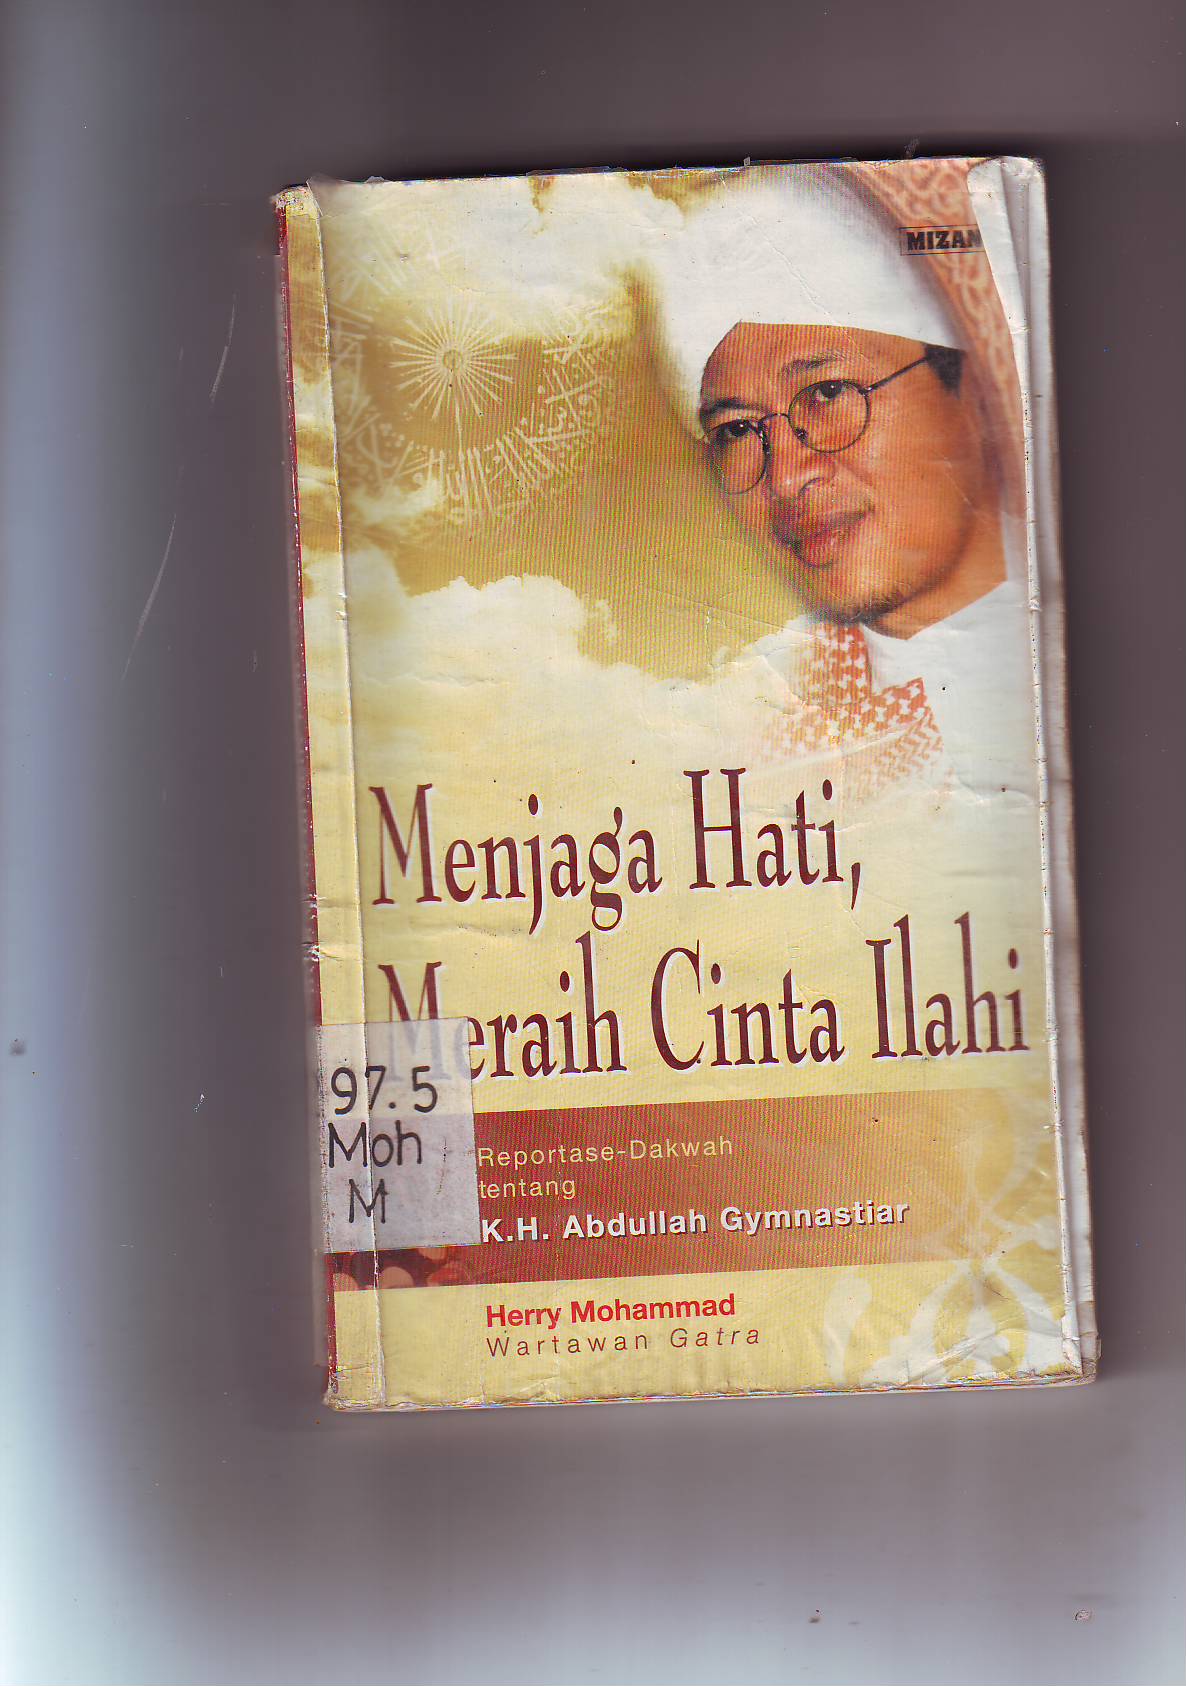 MIZAN
Menjaga Hati,
Meraih Cinta Ilahi
97.5
Moh
M
Reportase-Dakwah
tentang
K.H. Abdullah Gymnastiar
Herry Mohammad
Wartawan Gatra